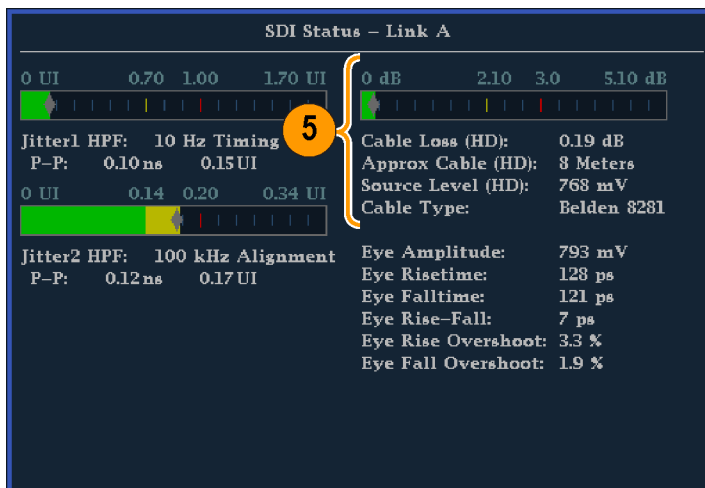 SDI Status – Link A
0 UI 0.70 1.00 1.70 UI
Jitter1 HPF: 10 Hz Timing
P–P: 0.10 ns 0.15 UI
0 UI 0.14 0.20 0.34 UI
Jitter2 HPF: 100 kHz Alignment
P–P: 0.12 ns 0.17 UI
5
0 dB 2.10 3.0 5.10 dB
Cable Loss (HD): 0.19 dB
Approx Cable (HD): 8 Meters
Source Level (HD): 768 mV
Cable Type: Belden 8281
Eye Amplitude: 793 mV
Eye Risetime: 128 ps
Eye Falltime: 121 ps
Eye Rise–Fall: 7 ps
Eye Rise Overshoot: 3.3 %
Eye Fall Overshoot: 1.9 %